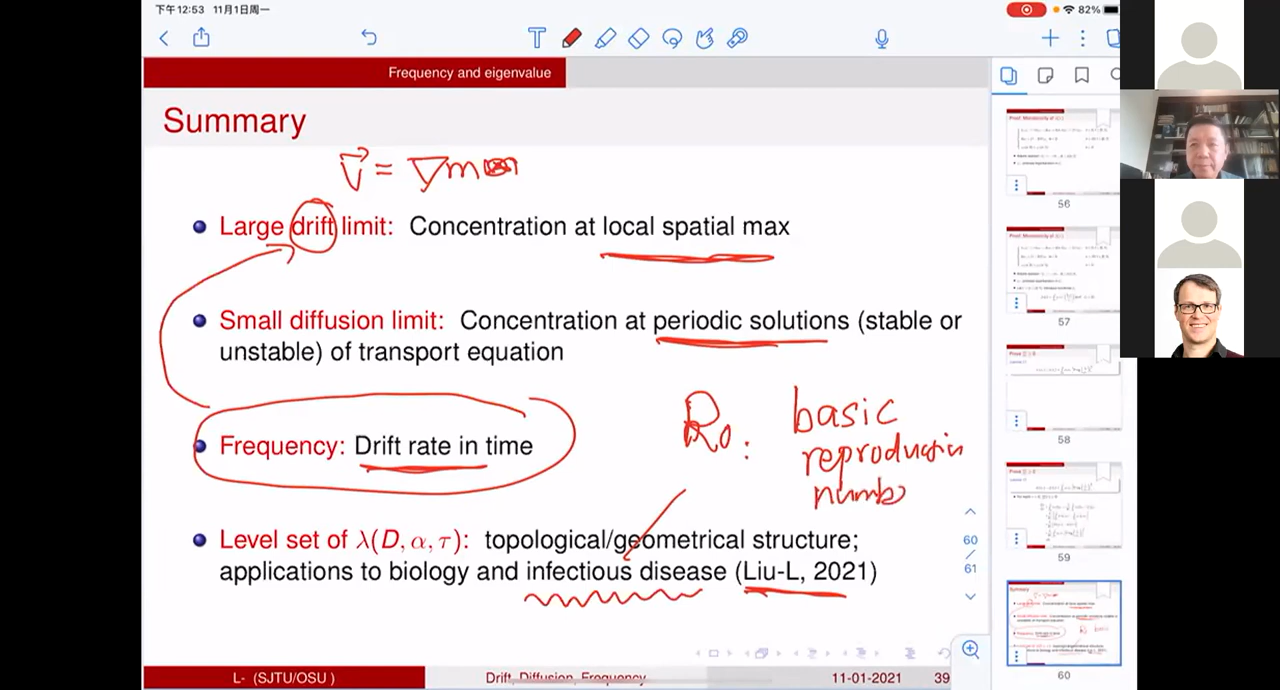 下午12:53 11月1日周一
82%
Frequency and eigenvalue
Summary
Large drift limit: Concentration at local spatial max
Small diffusion limit: Concentration at periodic solutions (stable or
unstable) of transport equation
R₀: basic
reproduction
number
Frequency: Drift rate in time
Level set of λ(D, α, τ): topological/geometrical structure;
applications to biology and infectious disease (Liu-L, 2021)
L- (SJTU/OSU )
Drift, Diffusion, Frequency
11-01-2021
39
60
/
61
56
57
58
59
Summary
60